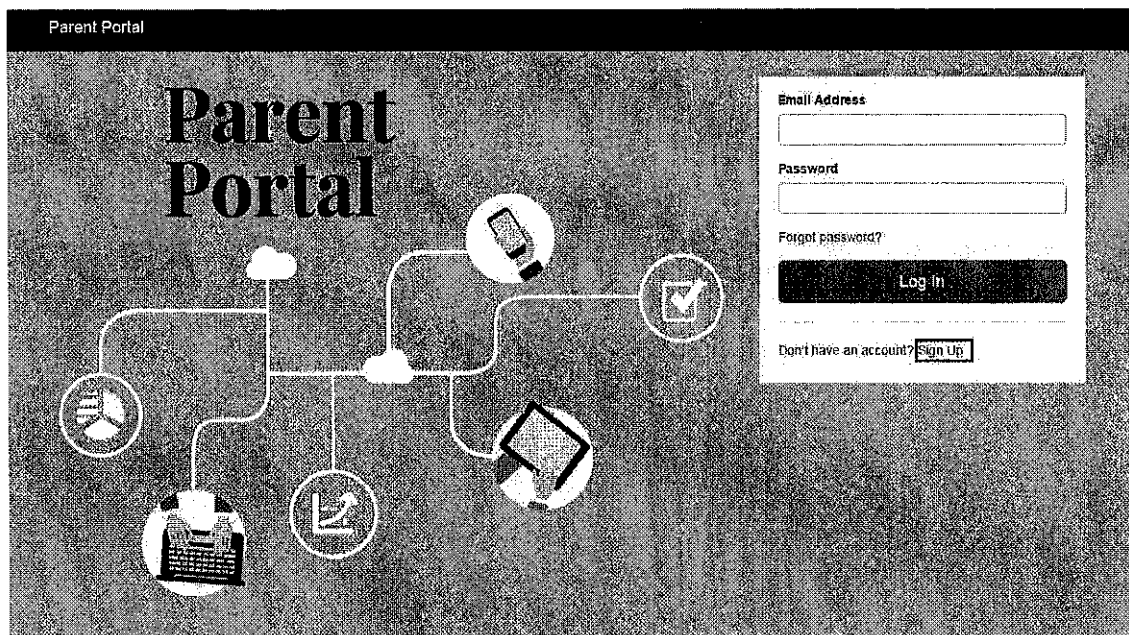 Parent Portal
Parent
Portal
Email Address
Password
Forgot password?
Log In
Don't have an account? Sign Up